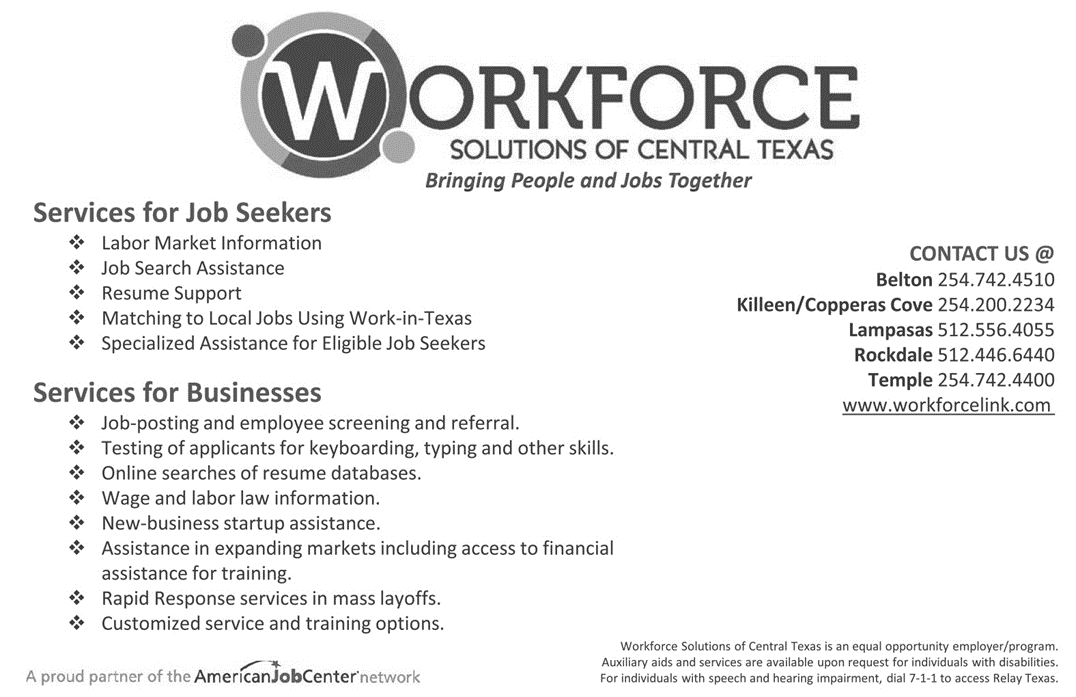 WORKFORCE
SOLUTIONS OF CENTRAL TEXAS
Bringing People and Jobs Together
Services for Job Seekers
❖ Labor Market Information
❖ Job Search Assistance
❖ Resume Support
❖ Matching to Local Jobs Using Work-in-Texas
❖ Specialized Assistance for Eligible Job Seekers
Services for Businesses
❖ Job-posting and employee screening and referral.
❖ Testing of applicants for keyboarding, typing and other skills.
❖ Online searches of resume databases.
❖ Wage and labor law information.
❖ New-business startup assistance.
❖ Assistance in expanding markets including access to financial
assistance for training.
❖ Rapid Response services in mass layoffs.
❖ Customized service and training options.
CONTACT US @
Belton 254.742.4510
Killeen/Copperas Cove 254.200.2234
Lampasas 512.556.4055
Rockdale 512.446.6440
Temple 254.742.4400
www.workforcelink.com
A proud partner of the AmericanJobCenter network
Workforce Solutions of Central Texas is an equal opportunity employer/program.
Auxiliary aids and services are available upon request for individuals with disabilities.
For individuals with speech and hearing impairment, dial 7-1-1 to access Relay Texas.